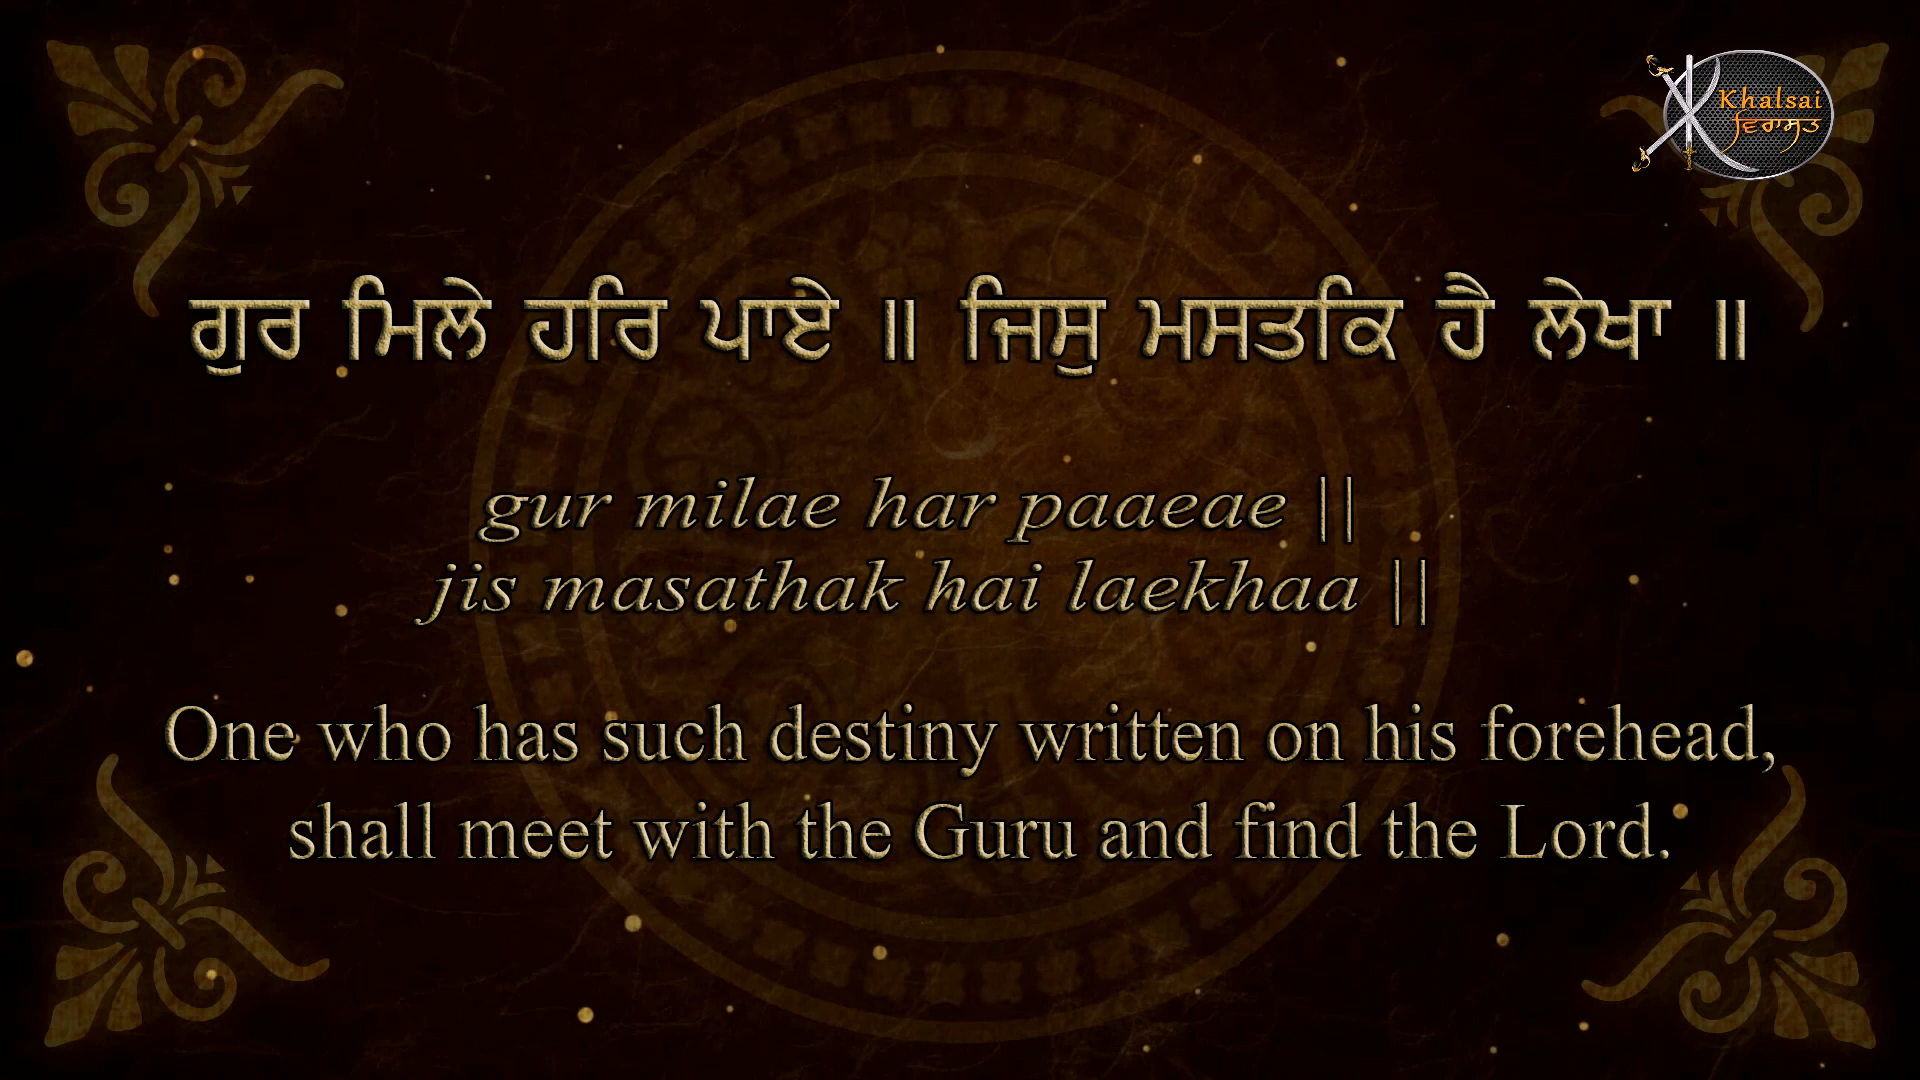 Khalsai
ਵਿਰਾਸਤ
ਗੁਰ ਮਿਲੇ ਹਰਿ ਪਾਏ ॥ ਜਿਸੁ ਮਸਤਕਿ ਹੈ ਲੇਖਾ ॥
gur milae har paaeae ||
jis masathak hai laekhaa ||
One who has such destiny written on his forehead,
shall meet with the Guru and find the Lord.